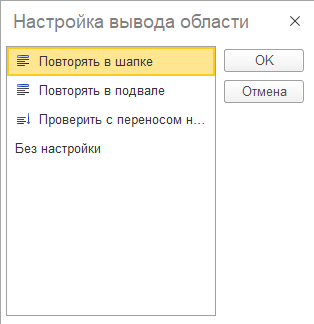 Настройка вывода области
Повторять в шапке
OK
Повторять в подвале
Отмена
Проверить с переносом н...
Без настройки